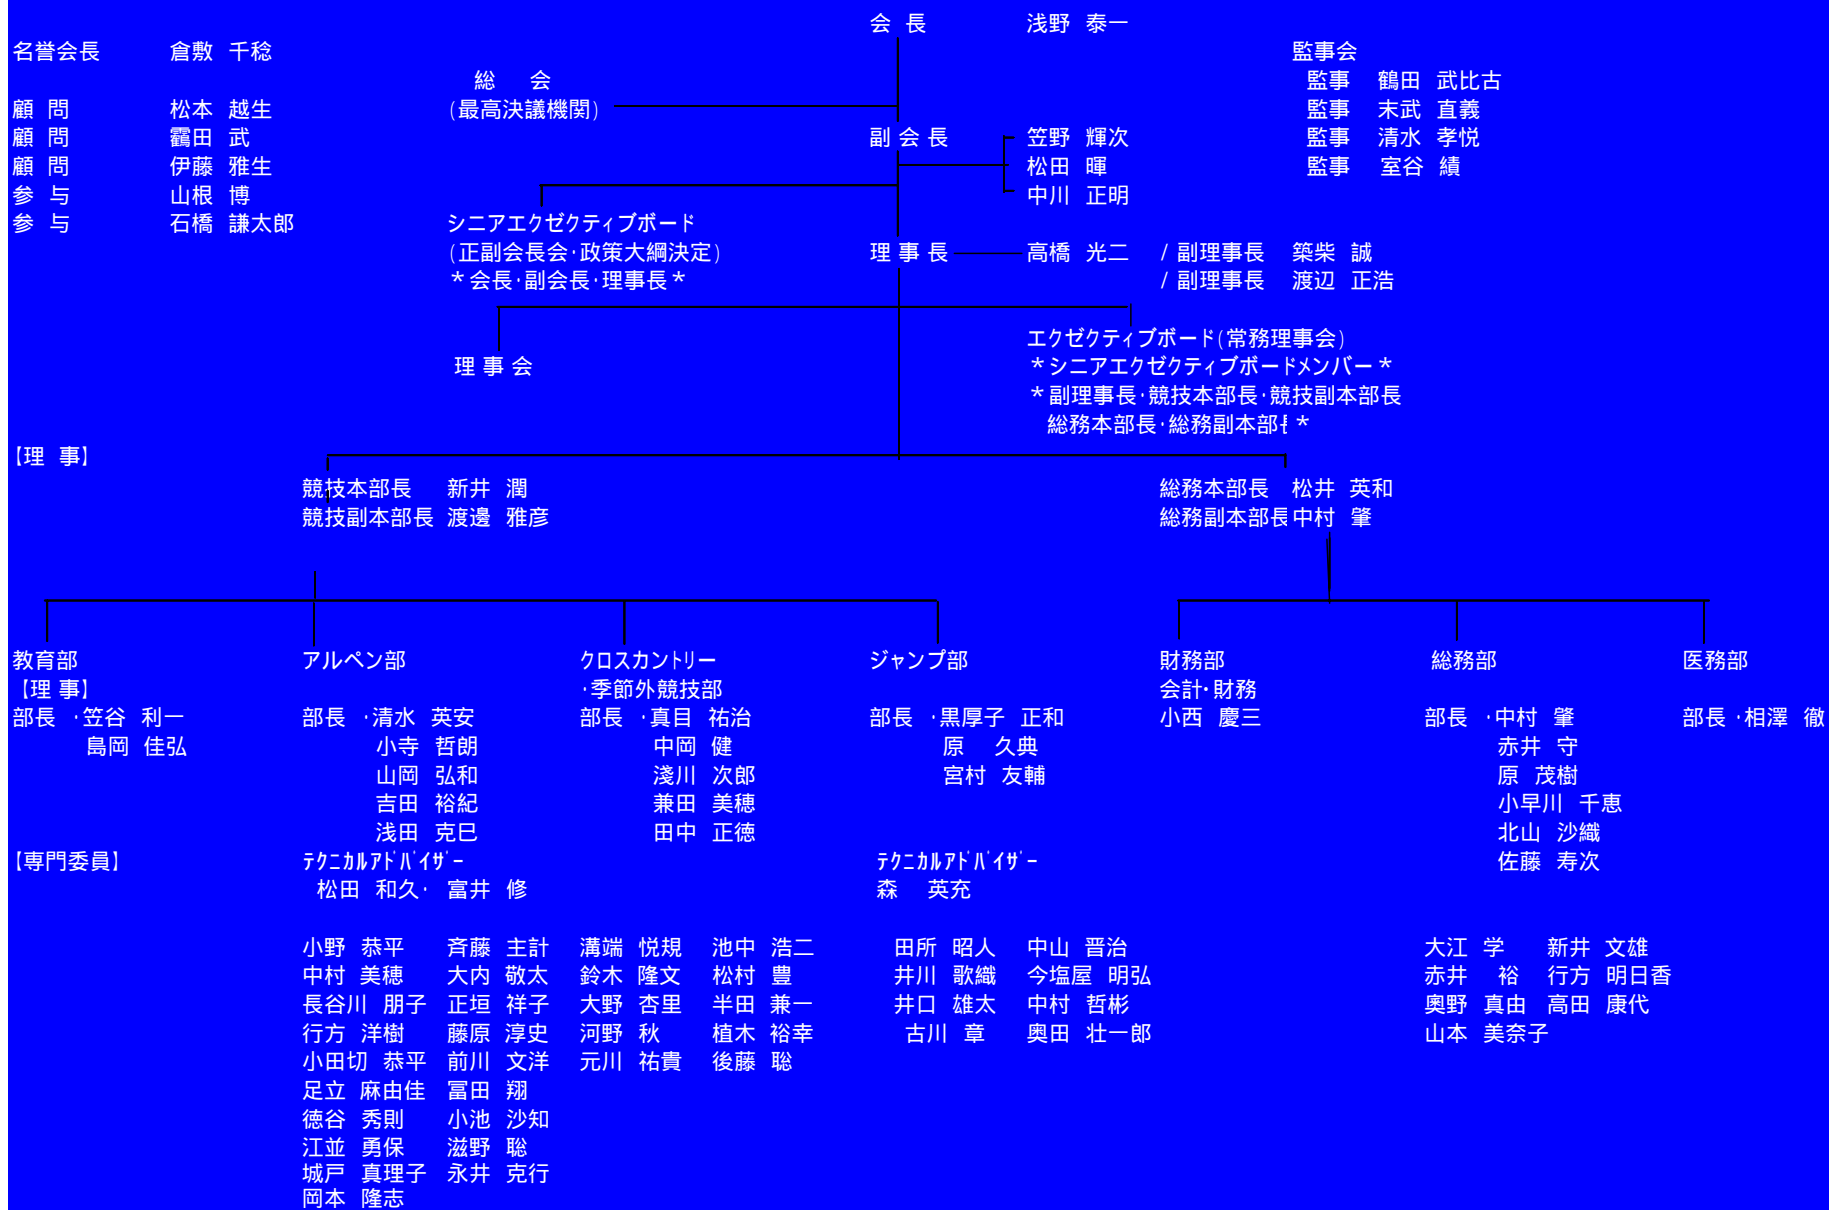 会 長 浅野 泰一
名誉会長 倉敷 千稔 監事会
総 会 監事 鶴田 武比古
顧 問 松本 越生 (最高決議機関) 監事 末武 直義
顧 問 靍田 武 副 会 長 笠野 輝次 監事 清水 孝悦
顧 問 伊藤 雅生 松田 暉 監事 室谷 績
参 与 山根 博 中川 正明
参 与 石橋 謙太郎 シニアエクゼクティブボード
(正副会長会・政策大綱決定) 理 事 長 高橋 光二 / 副理事長 築柴 誠
*会長・副会長・理事長* / 副理事長 渡辺 正浩
エクゼクティブボード(常務理事会)
理 事 会 *シニアエクゼクティブボードメンバー*
*副理事長・競技本部長・競技副本部長
総務本部長・総務副本部長*
【理 事】
競技本部長 新井 潤 総務本部長 松井 英和
競技副本部長 渡邊 雅彦 総務副本部長 中村 肇
教育部 アルペン部 クロスカントリー ジャンプ部 財務部 総務部 医務部
【理 事】 ・季節外競技部 会計・財務
部長 ・笠谷 利一 部長 ・清水 英安 部長 ・真目 祐治 部長 ・黒厚子 正和 小西 慶三 部長 ・中村 肇 部長・相澤 徹
島岡 佳弘 小寺 哲朗 中岡 健 原 久典 赤井 守
山岡 弘和 淺川 次郎 宮村 友輔 原 茂樹
吉田 裕紀 兼田 美穂 小早川 千恵
浅田 克巳 田中 正徳 北山 沙織
【専門委員】 テクニカルアドバイザー テクニカルアドバイザー 佐藤 寿次
松田 和久・ 富井 修 森 英充
小野 恭平 斉藤 主計 溝端 悦規 池中 浩二 田所 昭人 中山 晋治 大江 学 新井 文雄
中村 美穂 大内 敬太 鈴木 隆文 松村 豊 井川 歌織 今塩屋 明弘 赤井 裕 行方 明日香
長谷川 朋子 正垣 祥子 大野 杏里 半田 兼一 井口 雄太 中村 哲彬 奥野 真由 高田 康代
行方 洋樹 藤原 淳史 河野 秋 植木 裕幸 古川 章 奥田 壮一郎 山本 美奈子
小田切 恭平 前川 文洋 元川 祐貴 後藤 聡
足立 麻由佳 冨田 翔
徳谷 秀則 小池 沙知
江並 勇保 滋野 聡
城戸 真理子 永井 克行
岡本 隆志